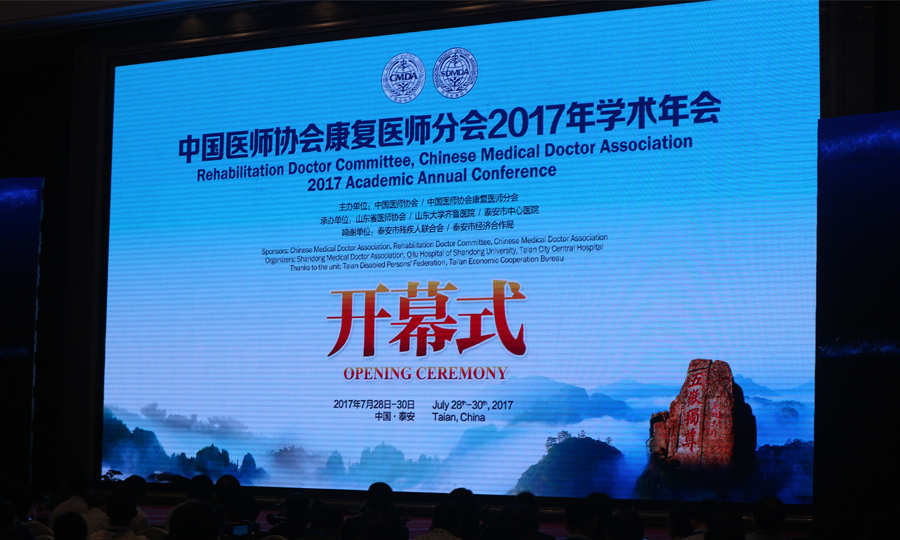 CMDA
SDMDA
中国医师协会康复医师分会2017年学术年会
Rehabilitation Doctor Committee, Chinese Medical Doctor Association
2017 Academic Annual Conference
主办单位：中国医师协会 / 中国医师协会康复医师分会
承办单位：山东省医师协会 / 山东大学齐鲁医院 / 泰安市中心医院
鸣谢单位：泰安市残疾人联合会 / 泰安市经济合作局
Sponsors: Chinese Medical Doctor Association, Rehabilitation Doctor Committee, Chinese Medical Doctor Association
Organizers: Shandong Medical Doctor Association, Qilu Hospital of Shandong University, Taian City Central Hospital
Thanks to the unit: Taian Disabled Persons' Federation, Tai'an Economic Cooperation Bureau
开幕式
OPENING CEREMONY
2017年7月28日-30日 July 28th-30th, 2017
中国·泰安 Taian, China
五嶽獨尊